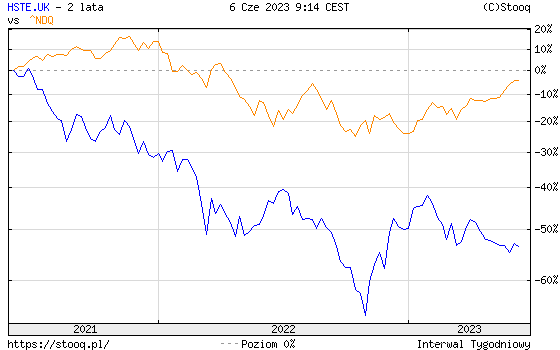 HSTE.UK - 2 lata 6 Cze 2023 9:14 CEST (C)Stooq
vs ^NDQ
20%
10%
0%
-10%
-20%
-30%
-40%
-50%
-60%
2021 2022 2023
https://stooq.pl/ ---Poziom 0% Interwal Tygodniowy